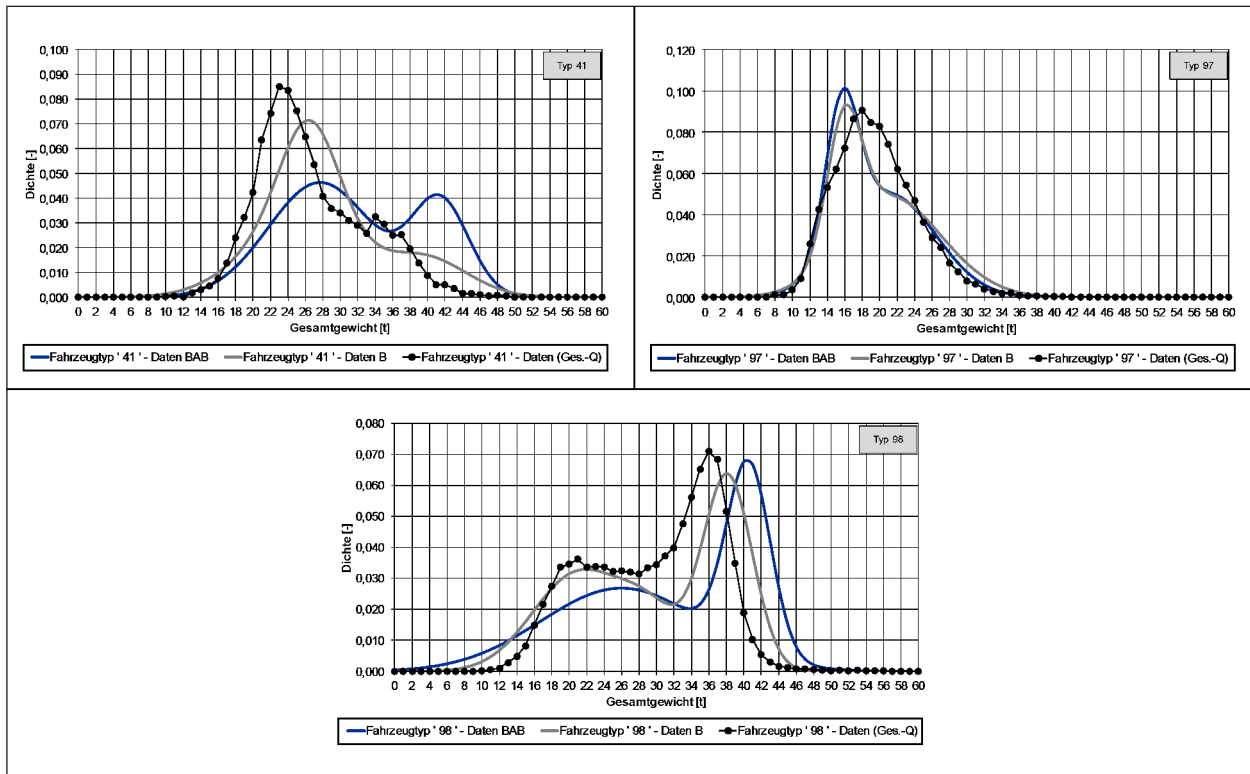 0,100
Typ 41
0,090
0,080
0,070
0,060
0,050
0,040
0,030
0,020
0,010
0,000
Dichte [-]
0 2 4 6 8 10 12 14 16 18 20 22 24 26 28 30 32 34 36 38 40 42 44 46 48 50 52 54 56 58 60
Gesamtgewicht [t]
Fahrzeugtyp ' 41 ' - Daten BAB Fahrzeugtyp ' 41 ' - Daten B Fahrzeugtyp ' 41 ' - Daten (Ges.-Q)
0,120
Typ 97
0,100
0,080
0,060
0,040
0,020
0,000
Dichte [-]
0 2 4 6 8 10 12 14 16 18 20 22 24 26 28 30 32 34 36 38 40 42 44 46 48 50 52 54 56 58 60
Gesamtgewicht [t]
Fahrzeugtyp ' 97 ' - Daten BAB Fahrzeugtyp ' 97 ' - Daten B Fahrzeugtyp ' 97 ' - Daten (Ges.-Q)
0,080
Typ 98
0,070
0,060
0,050
0,040
0,030
0,020
0,010
0,000
Dichte [-]
0 2 4 6 8 10 12 14 16 18 20 22 24 26 28 30 32 34 36 38 40 42 44 46 48 50 52 54 56 58 60
Gesamtgewicht [t]
Fahrzeugtyp ' 98 ' - Daten BAB Fahrzeugtyp ' 98 ' - Daten B Fahrzeugtyp ' 98 ' - Daten (Ges.-Q)